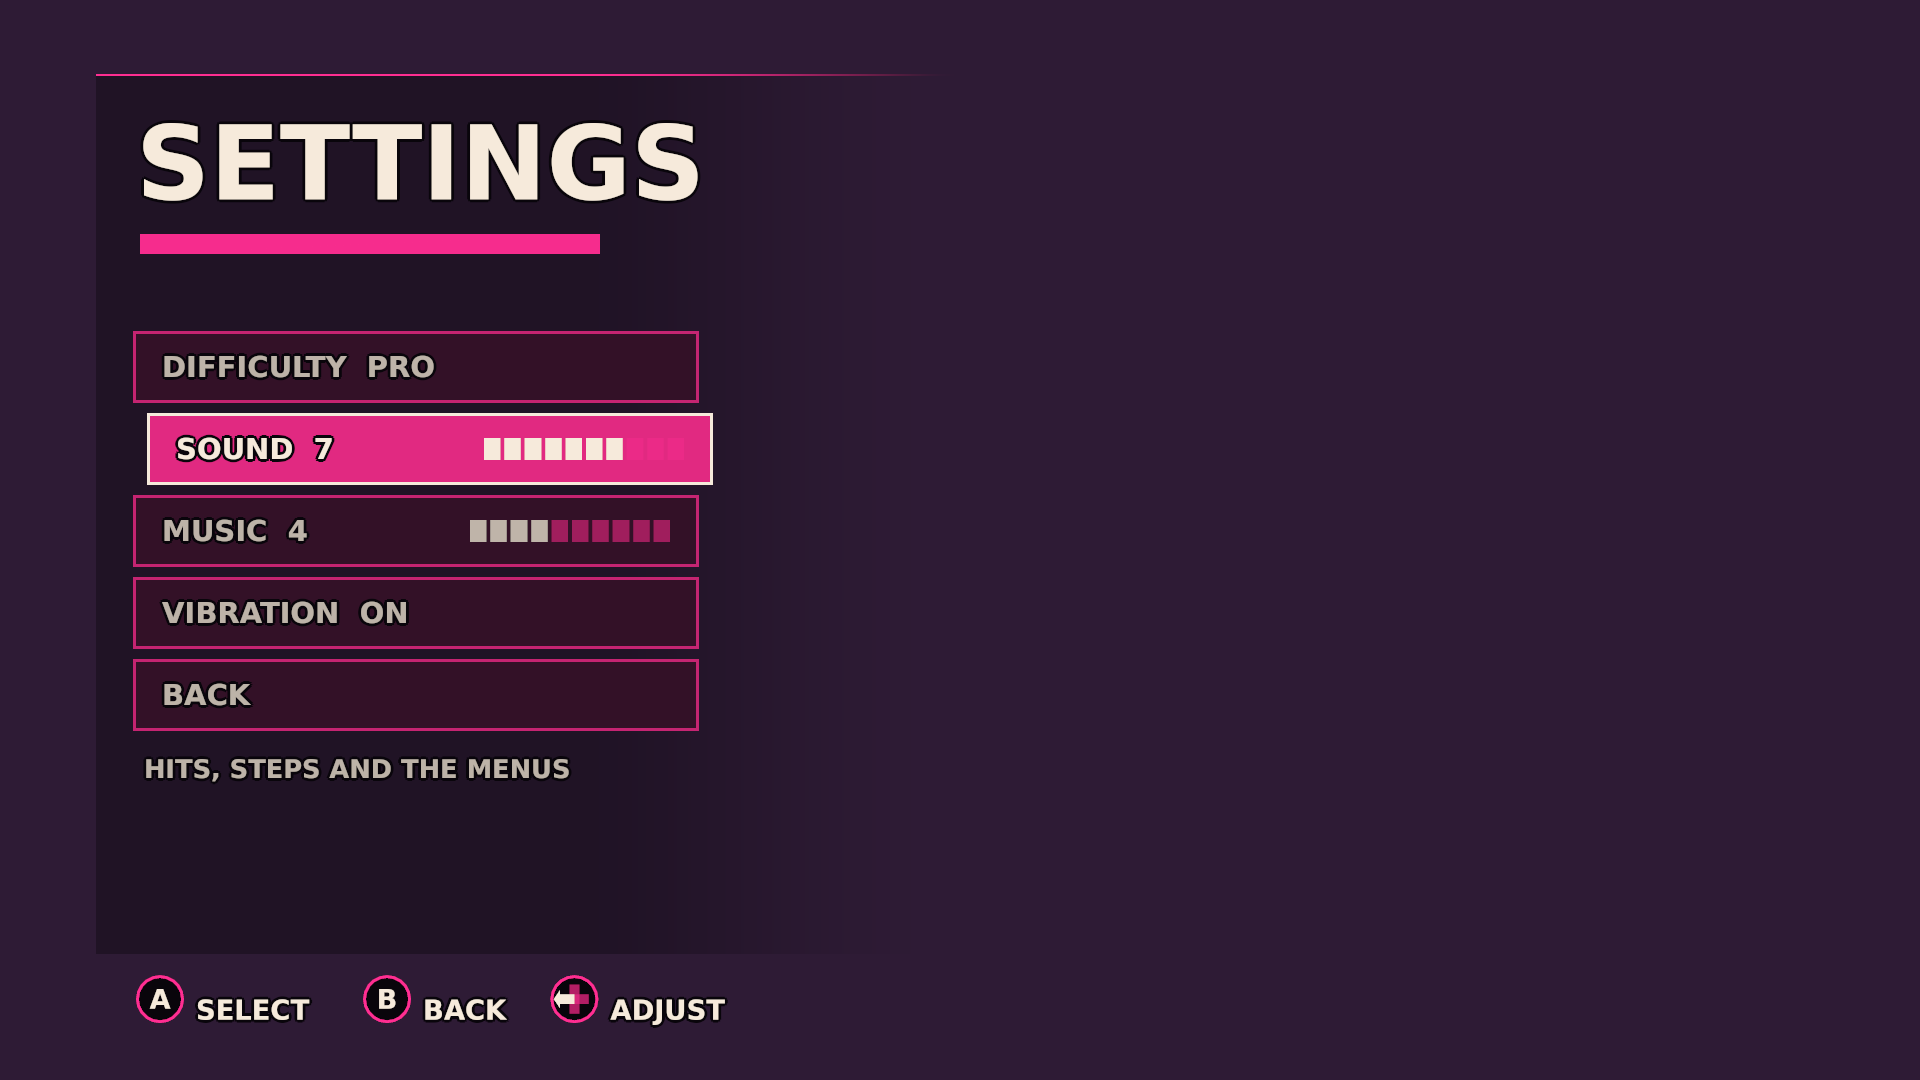 SETTINGS
DIFFICULTY PRO
SOUND 7
MUSIC 4
VIBRATION ON
BACK
HITS, STEPS AND THE MENUS
A SELECT B BACK ADJUST